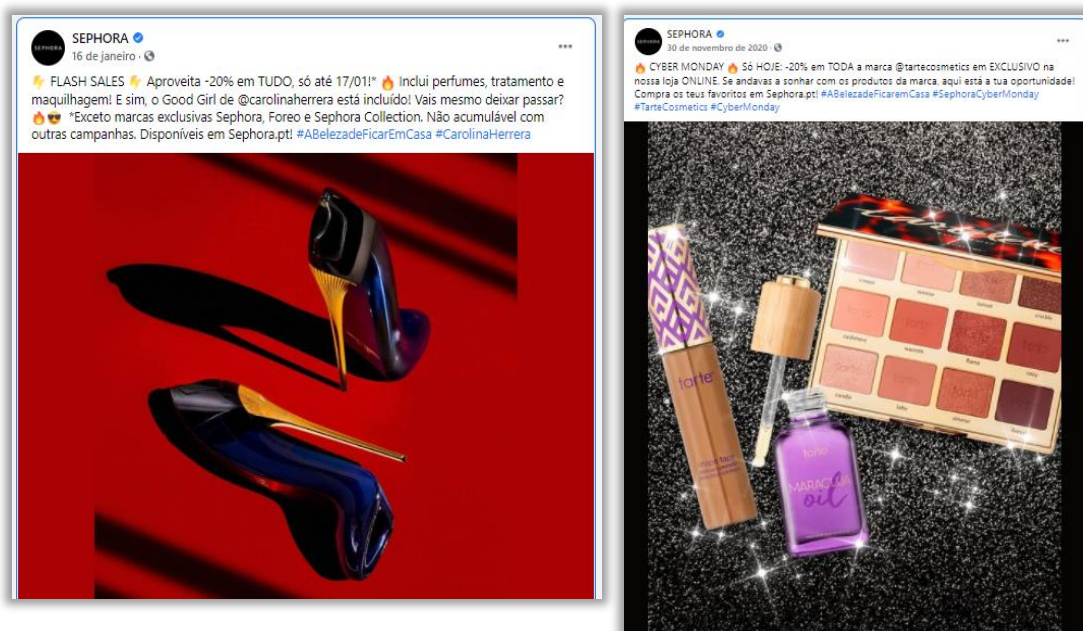 SEPHORA
16 de janeiro
⚡ FLASH SALES ⚡ Aproveita -20% em TUDO, só até 17/01!* 🔥 Inclui perfumes, tratamento e
maquilhagem! E sim, o Good Girl de @carolinaherrera está incluído! Vais mesmo deixar passar?
🔥😎 *Exceto marcas exclusivas Sephora, Foreo e Sephora Collection. Não acumulável com
outras campanhas. Disponíveis em Sephora.pt! #ABelezadeFicarEmCasa #CarolinaHerrera
SEPHORA
30 de novembro de 2020
🔥 CYBER MONDAY 🔥 Só HOJE: -20% em TODA a marca @tartecosmetics em EXCLUSIVO na
nossa loja ONLINE. Se andavas a sonhar com os produtos da marca, aqui está a tua oportunidade!
Compra os teus favoritos em Sephora.pt! #ABelezadeFicaremCasa #SephoraCyberMonday
#TarteCosmetics #CyberMonday
tarte
tarte
MARACUJA
oil